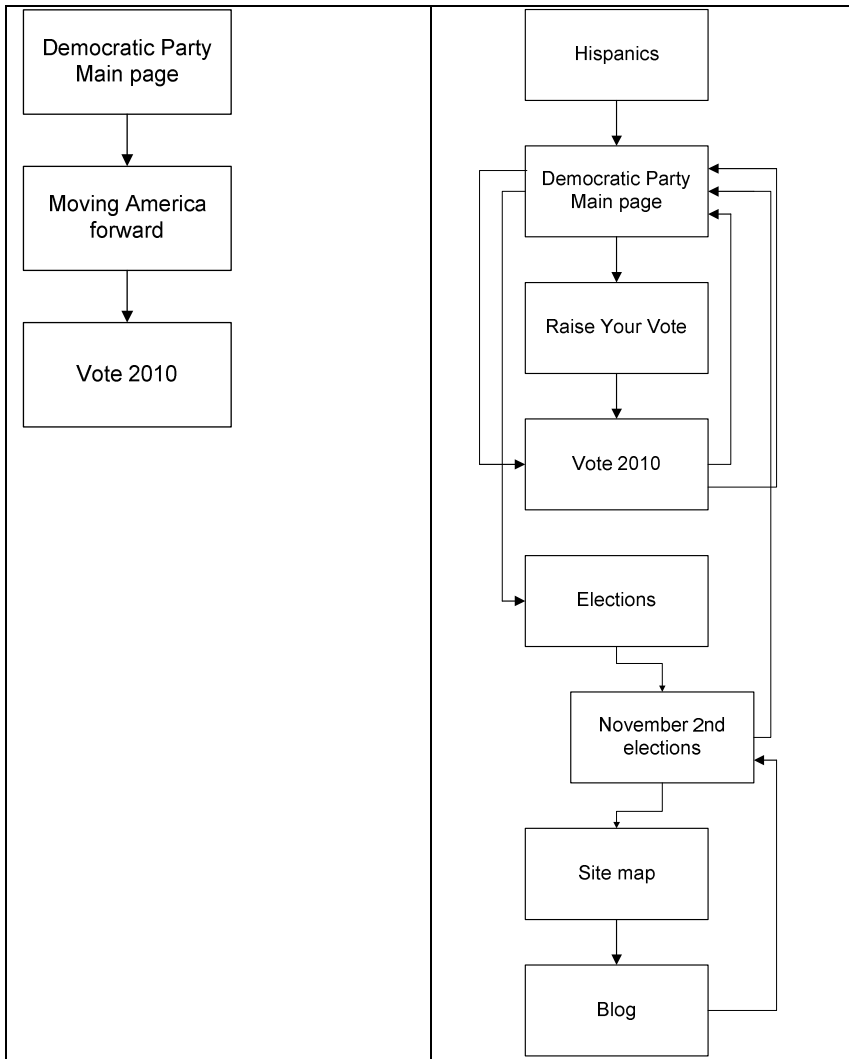 Democratic Party
Main page
Moving America
forward
Vote 2010
Hispanics
Democratic Party
Main page
Raise Your Vote
Vote 2010
Elections
November 2nd
elections
Site map
Blog